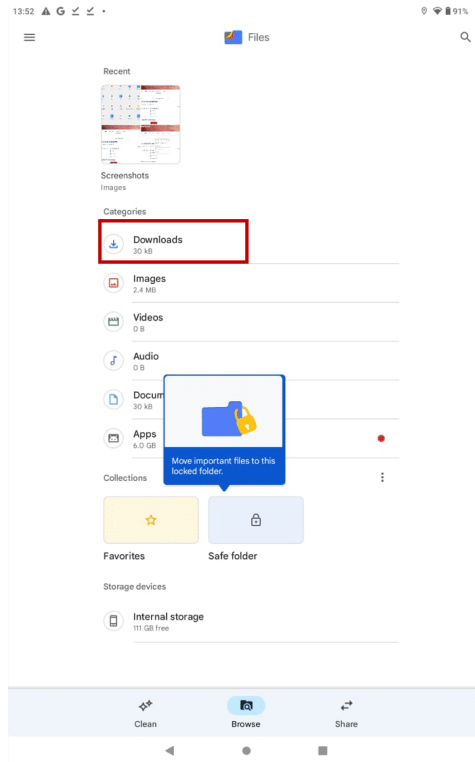 13:52
91%
Files
Recent
Screenshots
Images
Categories
Downloads
30 kB
Images
2.4 MB
Videos
0 B
Audio
0 B
Docum
30 kB
Apps
6.0 GB
Move important files to this
locked folder.
Collections
Favorites
Safe folder
Storage devices
Internal storage
111 GB free
Clean
Browse
Share